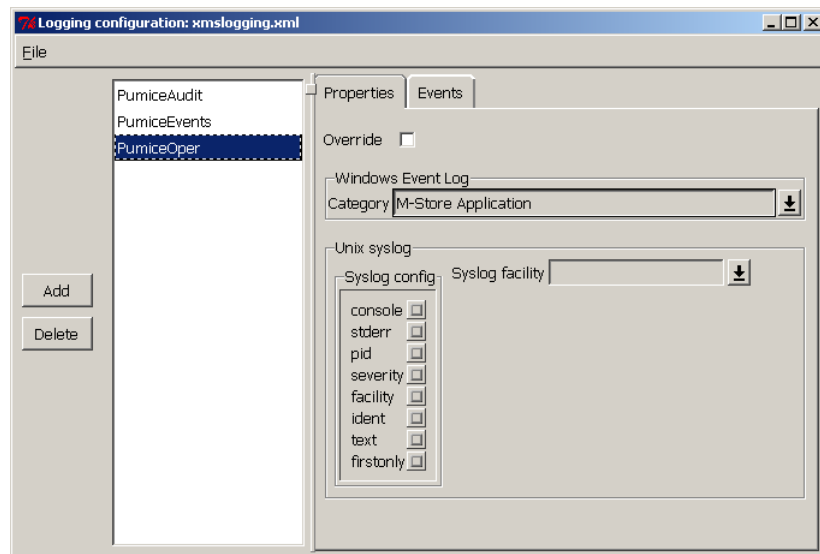 Logging configuration: xmslogging.xml
File
PumiceAudit
PumiceEvents
PumiceOper
Add
Delete
Properties
Events
Override
Windows Event Log
Category M-Store Application
Unix syslog
Syslog config
Syslog facility
console
stderr
pid
severity
facility
ident
text
firstonly